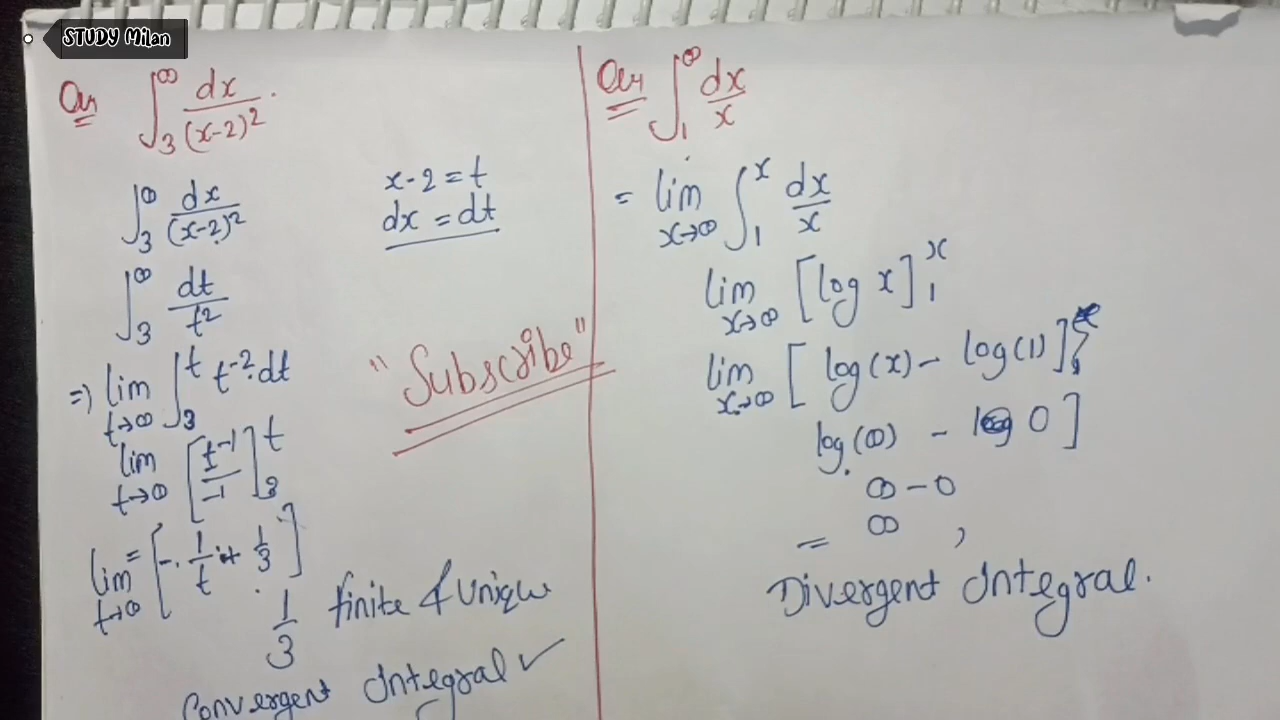 STUDY Milan
Qu ∫₃^∞ dx/(x-2)².
∫₃^∞ dx/(x-2)²
x-2 = t
dx = dt
∫₃^∞ dt/t²
=) lim t→∞ ∫₃^t t⁻².dt
lim t→∞ [t⁻¹/-1]₃^t
lim t→∞ = [-1/t + 1/3]
1/3 finite & unique
Convergent Integral ✓
"Subscribe"
Qu ∫₁^∞ dx/x
= lim x→∞ ∫₁^x dx/x
lim x→∞ [log x]₁^x
lim x→∞ [log(x) - log(1)]
log(∞) - 0]
∞ - 0
= ∞ ,
Divergent Integral.